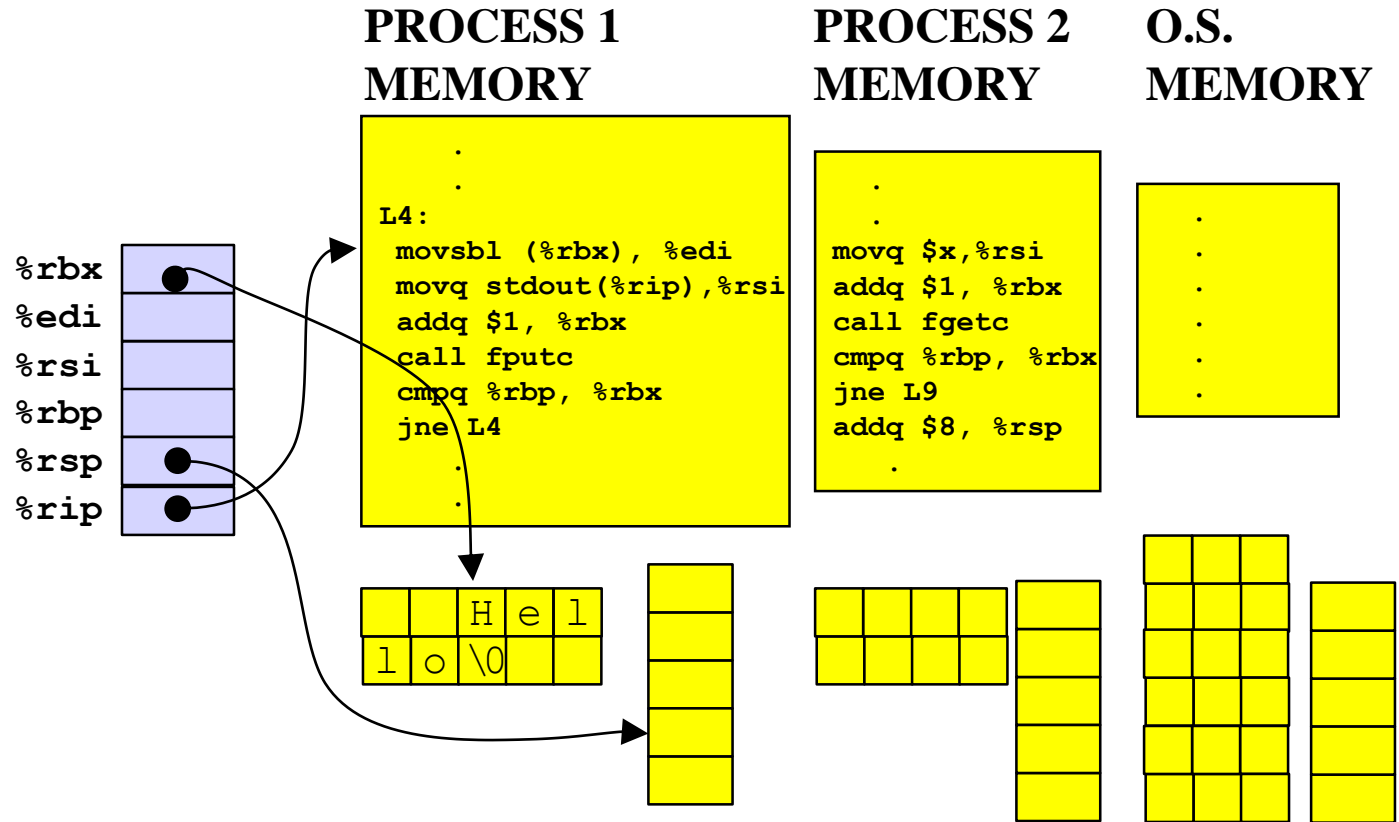 PROCESS 1
MEMORY
PROCESS 2
MEMORY
O.S.
MEMORY
%rbx
%edi
%rsi
%rbp
%rsp
%rip
.
.
L4:
movsbl (%rbx), %edi
movq stdout(%rip),%rsi
addq $1, %rbx
call fputc
cmpq %rbp, %rbx
jne L4
.
.
.
.
movq $x,%rsi
addq $1, %rbx
call fgetc
cmpq %rbp, %rbx
jne L9
addq $8, %rsp
.
.
.
.
.
.
.
H e l
l o \0